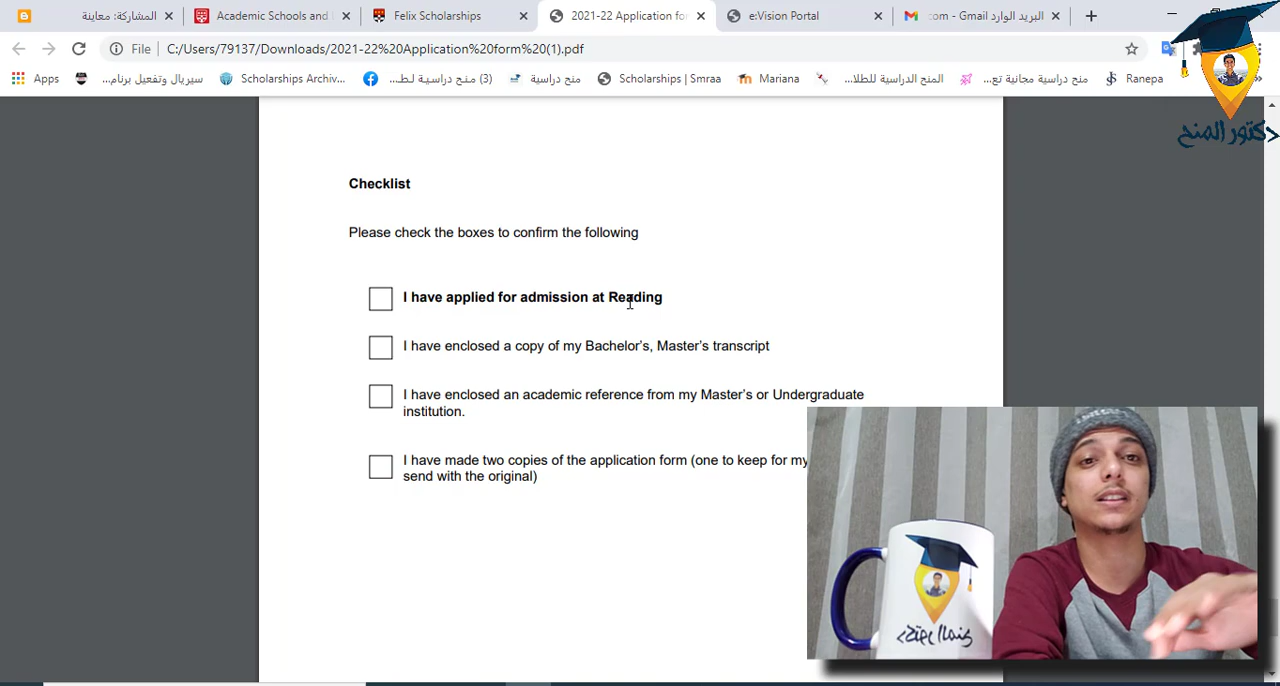 المشاركة: معاينة
Academic Schools and
Felix Scholarships
2021-22 Application for
e:Vision Portal
البريد الوارد com - Gmail
File
C:/Users/79137/Downloads/2021-22%20Application%20form%20(1).pdf
Apps
سيريال وتفعيل برنام...
Scholarships Archiv...
(3) منح دراسية لـطـ...
منح دراسية
Scholarships | Smraa
Mariana
المنح الدراسية للطلا...
منح دراسية مجانية تع...
Ranepa
دكتور المنح
Checklist
Please check the boxes to confirm the following
I have applied for admission at Reading
I have enclosed a copy of my Bachelor's, Master's transcript
I have enclosed an academic reference from my Master's or Undergraduate
institution.
I have made two copies of the application form (one to keep for my
send with the original)
دكتور المنح